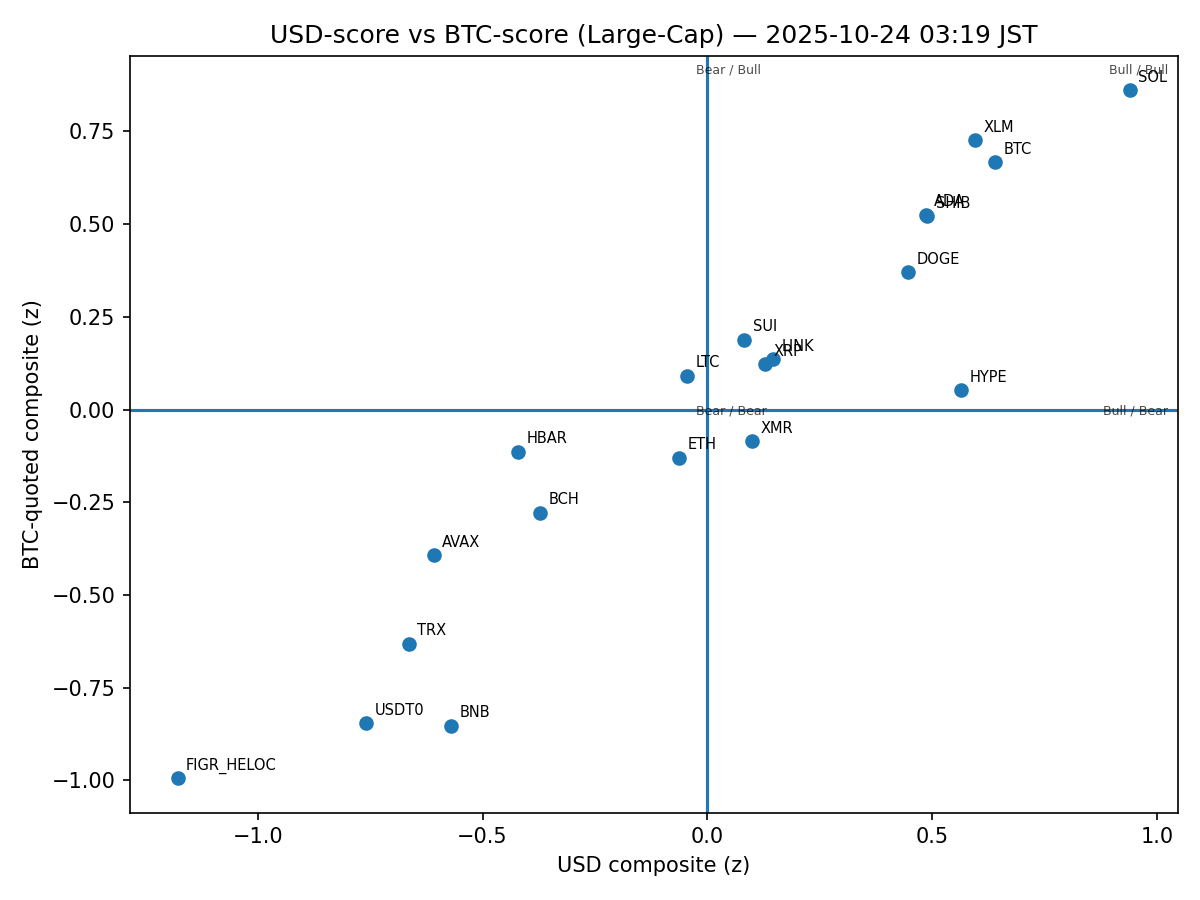 USD-score vs BTC-score (Large-Cap) — 2025-10-24 03:19 JST
Bear / Bull
Bull / Bull
SOL
0.75
XLM
BTC
ADA
SHIB
0.50
DOGE
0.25
SUI
LINK
XRP
LTC
HYPE
0.00
Bear / Bear
Bull / Bear
XMR
HBAR
ETH
−0.25
BCH
AVAX
−0.50
TRX
−0.75
USDT0
BNB
FIGR_HELOC
−1.00
−1.0
−0.5
0.0
0.5
1.0
USD composite (z)
BTC-quoted composite (z)